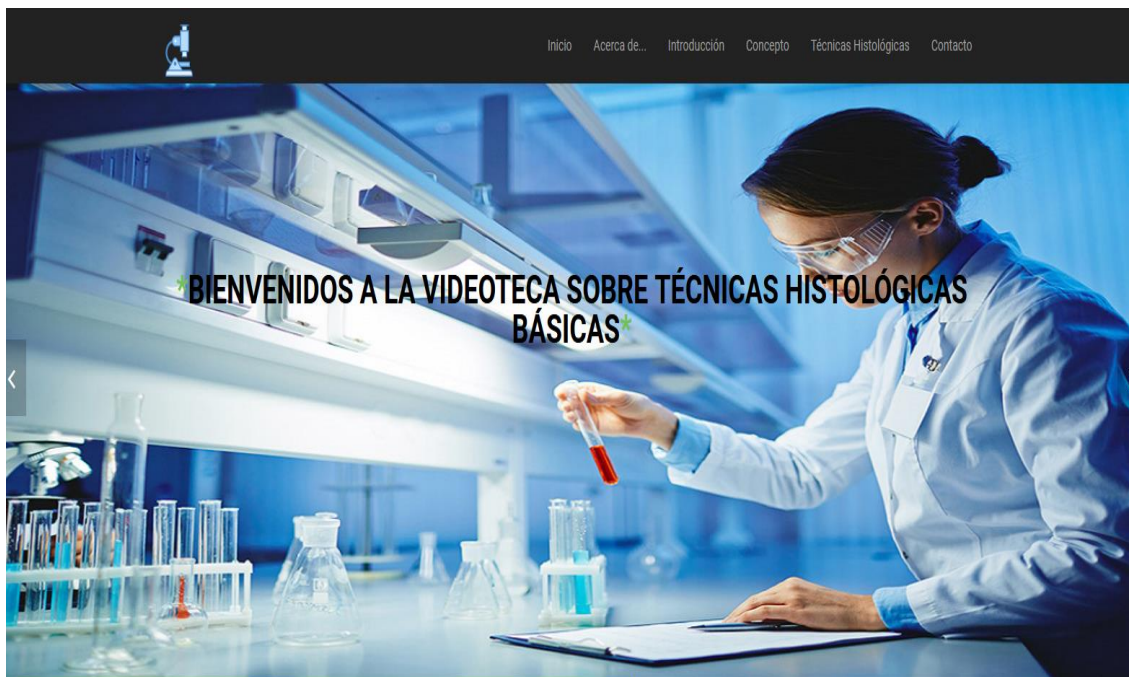 Inicio Acerca de... Introducción Concepto Técnicas Histológicas Contacto
*BIENVENIDOS A LA VIDEOTECA SOBRE TÉCNICAS HISTOLÓGICAS
BÁSICAS*